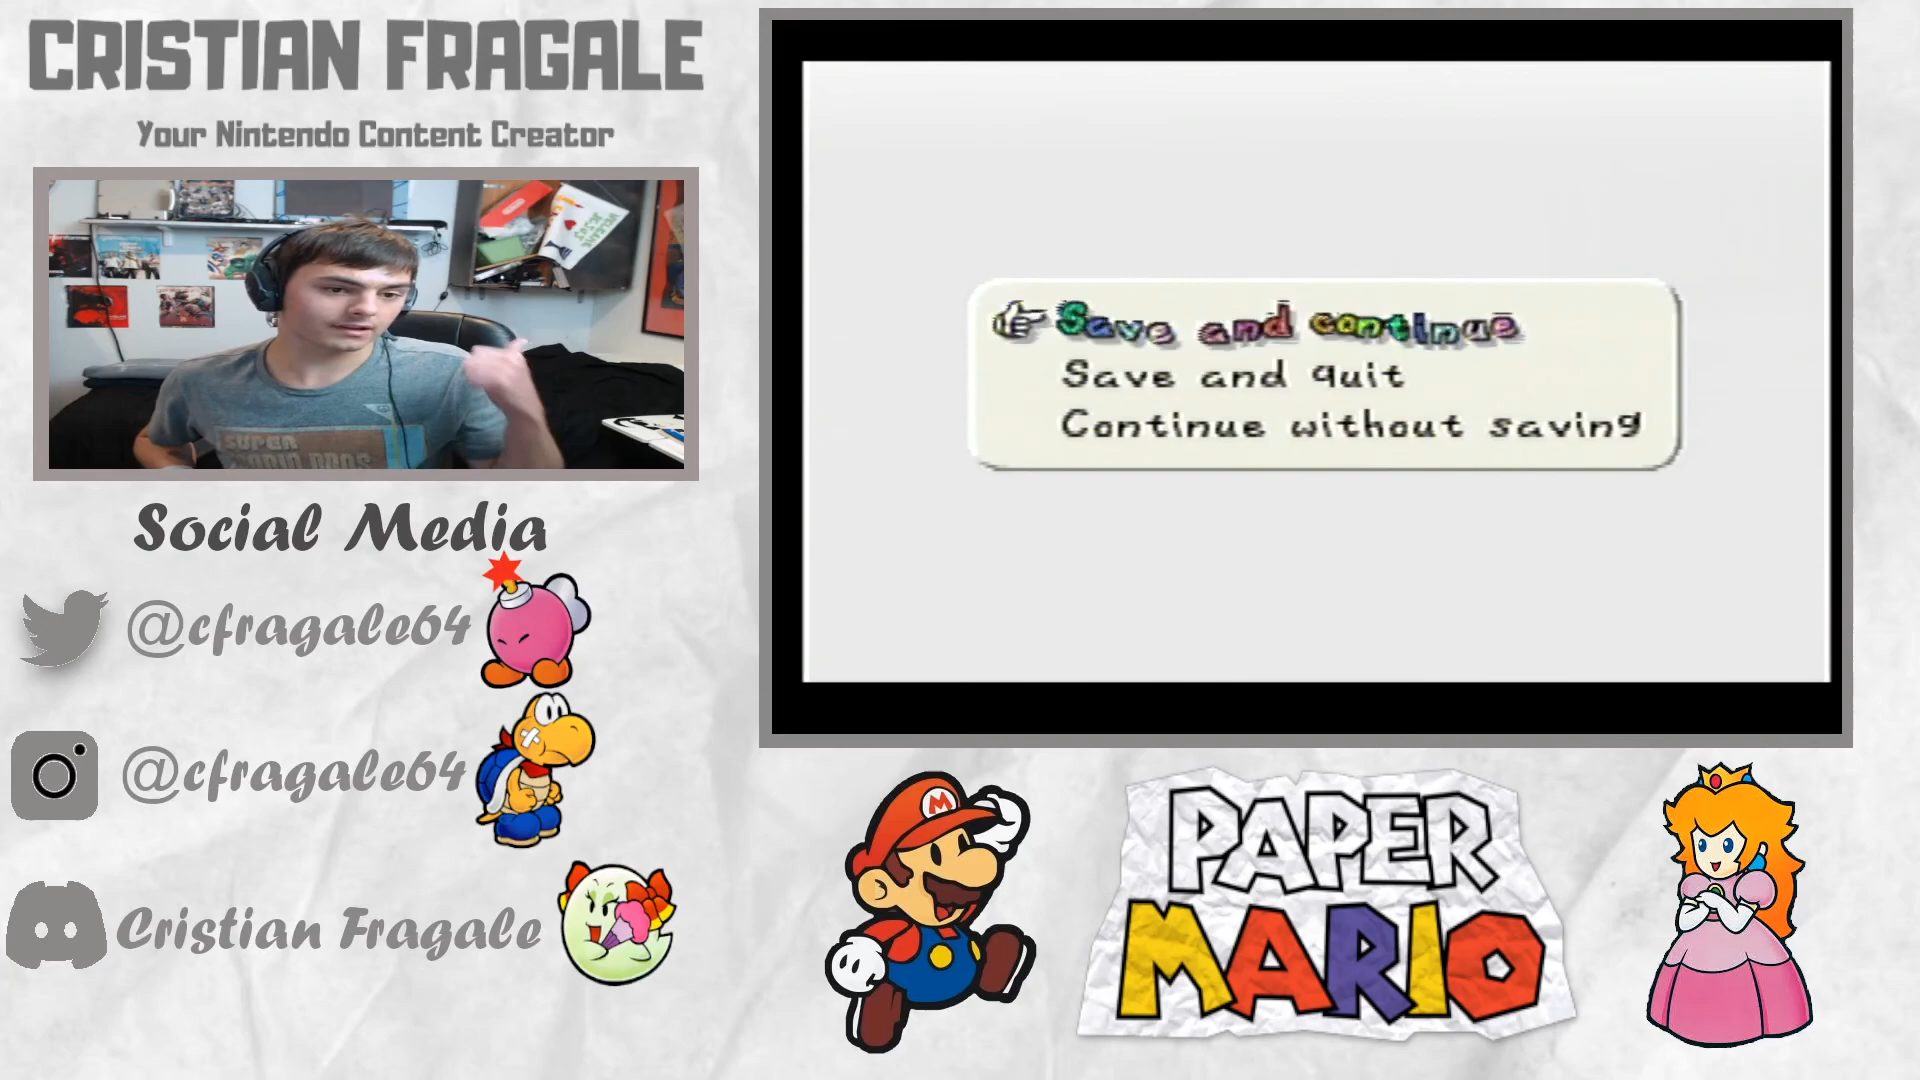 CRISTIAN FRAGALE
Your Nintendo Content Creator
SUPER
Social Media
@cfragale64
@cfragale64
Cristian Fragale
Save and continue
Save and quit
Continue without saving
M
PAPER
MARIO